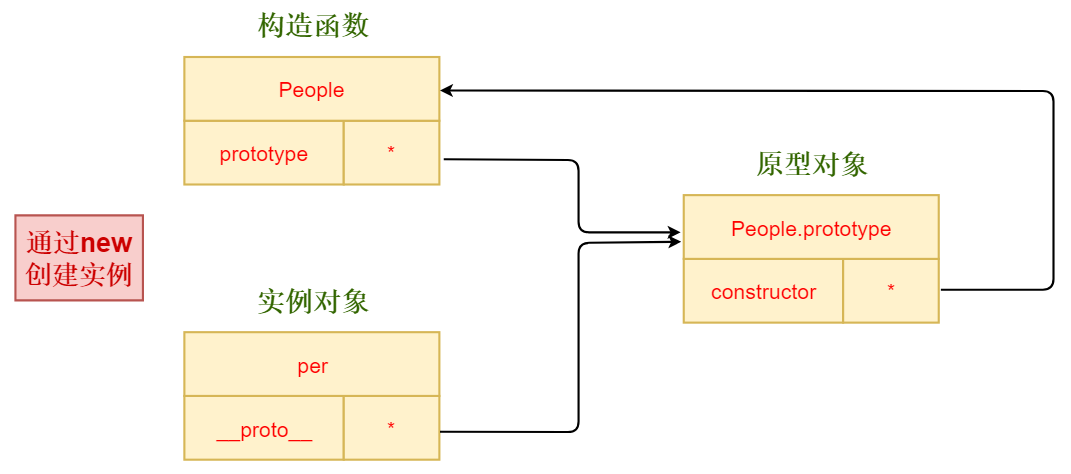 构造函数
People
prototype *
原型对象
People.prototype
constructor *
通过new
创建实例
实例对象
per
__proto__ *